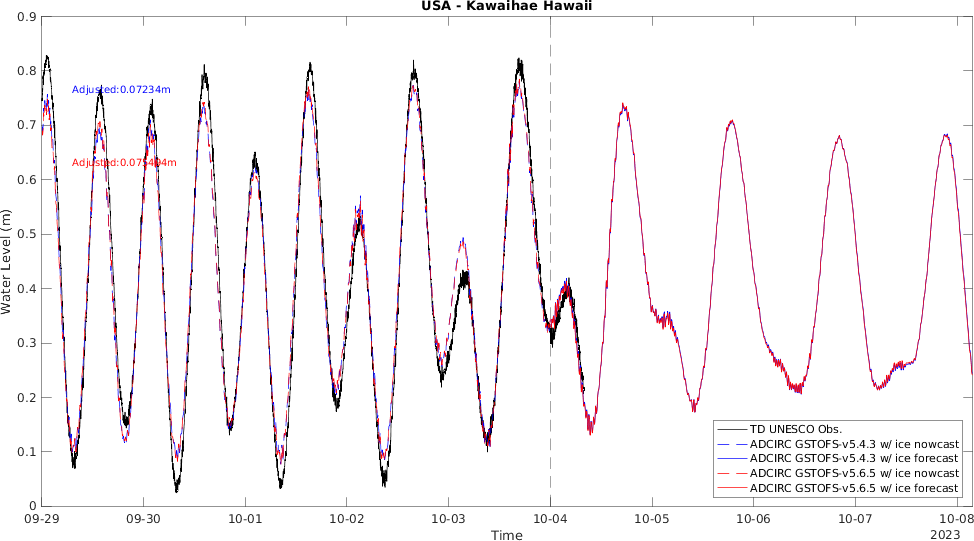 USA - Kawaihae Hawaii
0.9
0.8
0.7
0.6
0.5
0.4
0.3
0.2
0.1
0
Water Level (m)
Adjusted:0.07234m
TD UNESCO Obs.
ADCIRC GSTOFS-v5.4.3 w/ ice nowcast
ADCIRC GSTOFS-v5.4.3 w/ ice forecast
ADCIRC GSTOFS-v5.6.5 w/ ice nowcast
ADCIRC GSTOFS-v5.6.5 w/ ice forecast
09-29
09-30
10-01
10-02
10-03
10-04
10-05
10-06
10-07
10-08
Time
2023